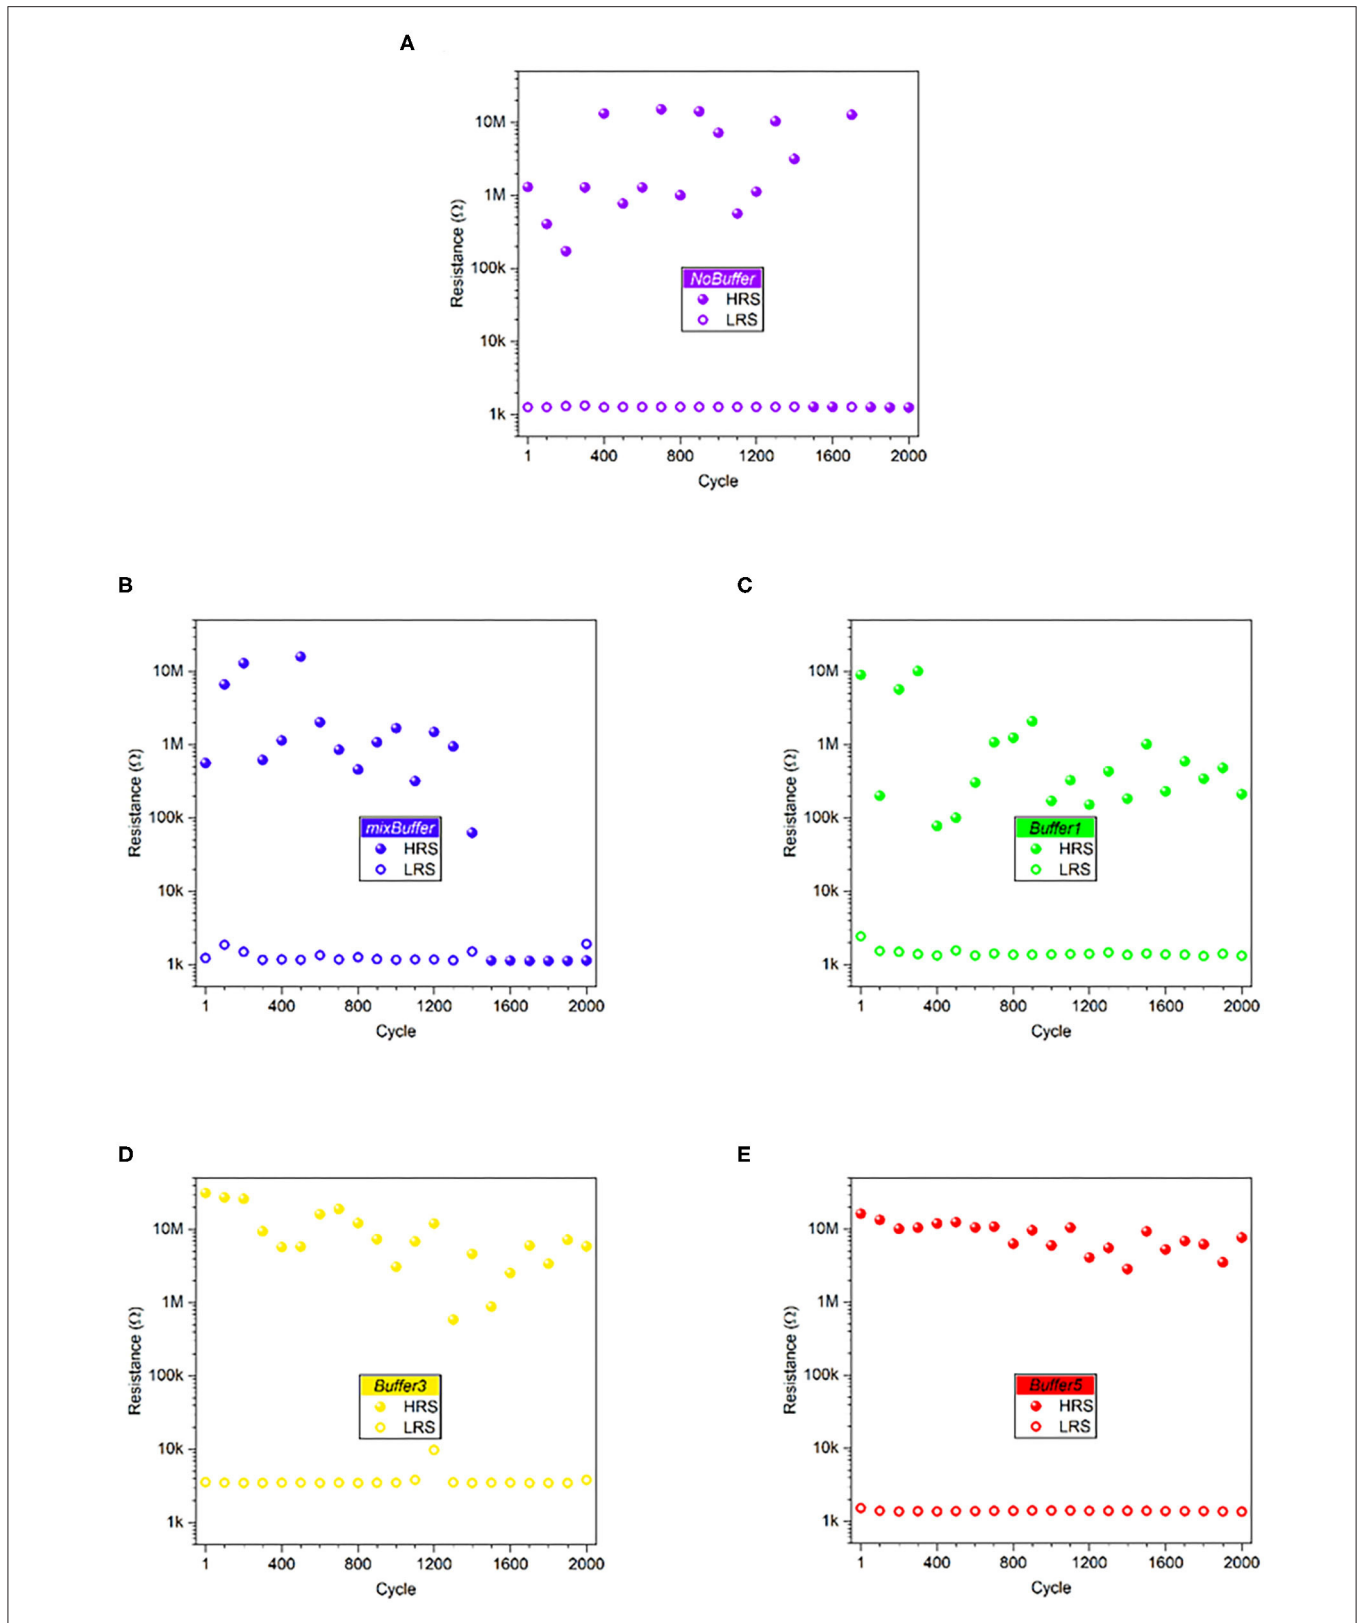 A
10M
1M
100k
10k
1k
Resistance (Ω)
NoBuffer
HRS
LRS
1 400 800 1200 1600 2000
Cycle
B
10M
1M
100k
10k
1k
Resistance (Ω)
mixBuffer
HRS
LRS
1 400 800 1200 1600 2000
Cycle
C
10M
1M
100k
10k
1k
Resistance (Ω)
Buffer1
HRS
LRS
1 400 800 1200 1600 2000
Cycle
D
10M
1M
100k
10k
1k
Resistance (Ω)
Buffer3
HRS
LRS
1 400 800 1200 1600 2000
Cycle
E
10M
1M
100k
10k
1k
Resistance (Ω)
Buffer5
HRS
LRS
1 400 800 1200 1600 2000
Cycle